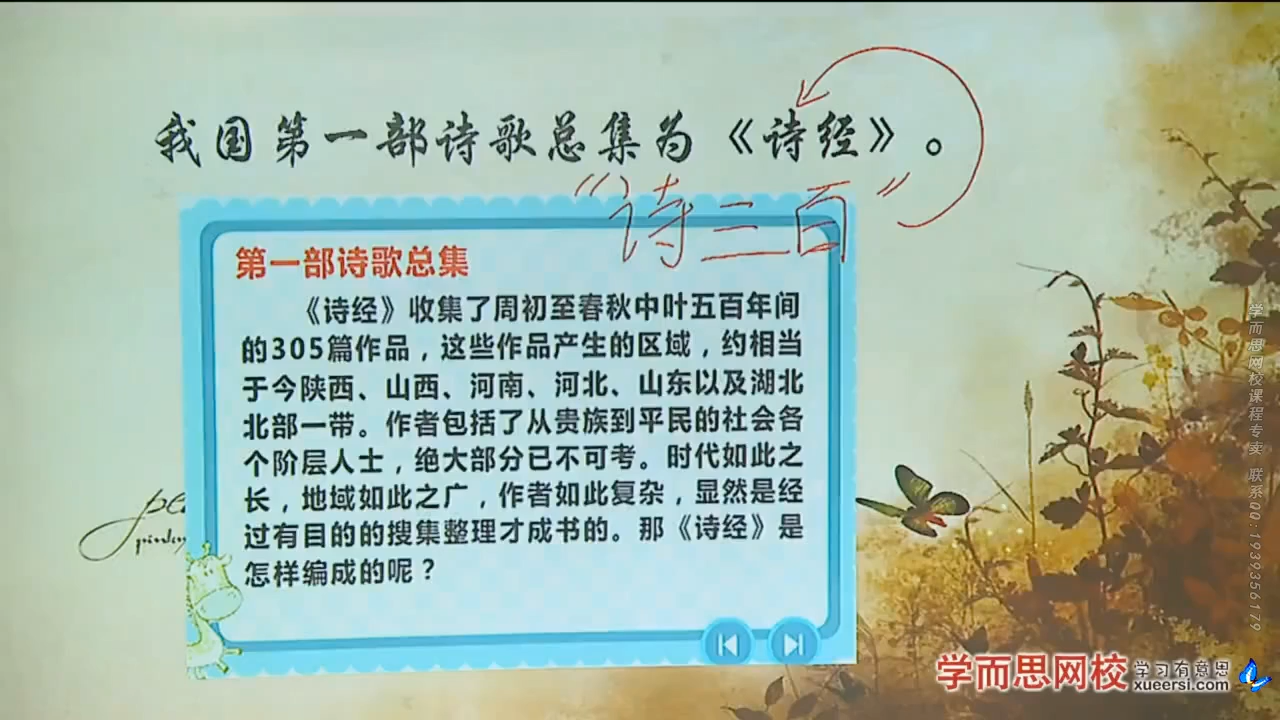 我国第一部诗歌总集为《诗经》。
“诗三百”
第一部诗歌总集
《诗经》收集了周初至春秋中叶五百年间
的305篇作品，这些作品产生的区域，约相当
于今陕西、山西、河南、河北、山东以及湖北
北部一带。作者包括了从贵族到平民的社会各
个阶层人士，绝大部分已不可考。时代如此之
长，地域如此之广，作者如此复杂，显然是经
过有目的的搜集整理才成书的。那《诗经》是
怎样编成的呢？
学而思网校课程专卖 联系QQ:1939356179
学而思网校 学习有意思
xueersi.com